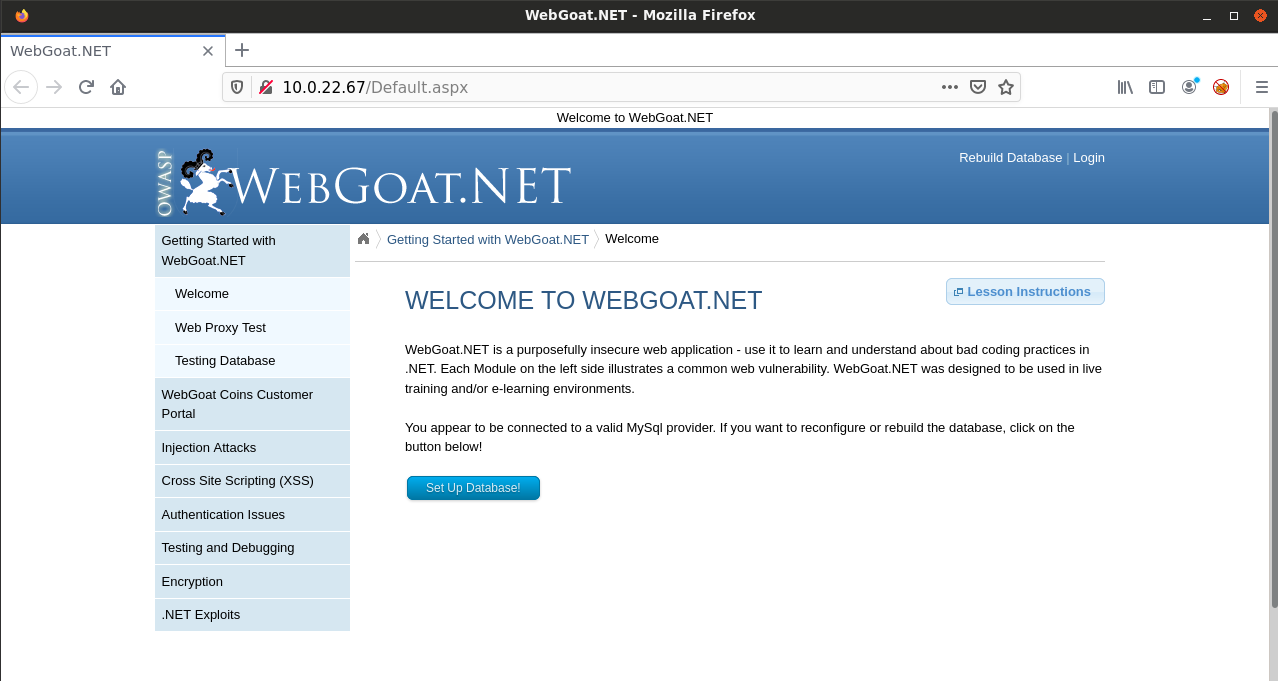 WebGoat.NET - Mozilla Firefox
WebGoat.NET
10.0.22.67/Default.aspx
Welcome to WebGoat.NET
OWASP
WEBGOAT.NET
Rebuild Database | Login
Getting Started with
WebGoat.NET
Welcome
Web Proxy Test
Testing Database
WebGoat Coins Customer
Portal
Injection Attacks
Cross Site Scripting (XSS)
Authentication Issues
Testing and Debugging
Encryption
.NET Exploits
Getting Started with WebGoat.NET
Welcome
Lesson Instructions
WELCOME TO WEBGOAT.NET
WebGoat.NET is a purposefully insecure web application - use it to learn and understand about bad coding practices in
.NET. Each Module on the left side illustrates a common web vulnerability. WebGoat.NET was designed to be used in live
training and/or e-learning environments.
You appear to be connected to a valid MySql provider. If you want to reconfigure or rebuild the database, click on the
button below!
Set Up Database!